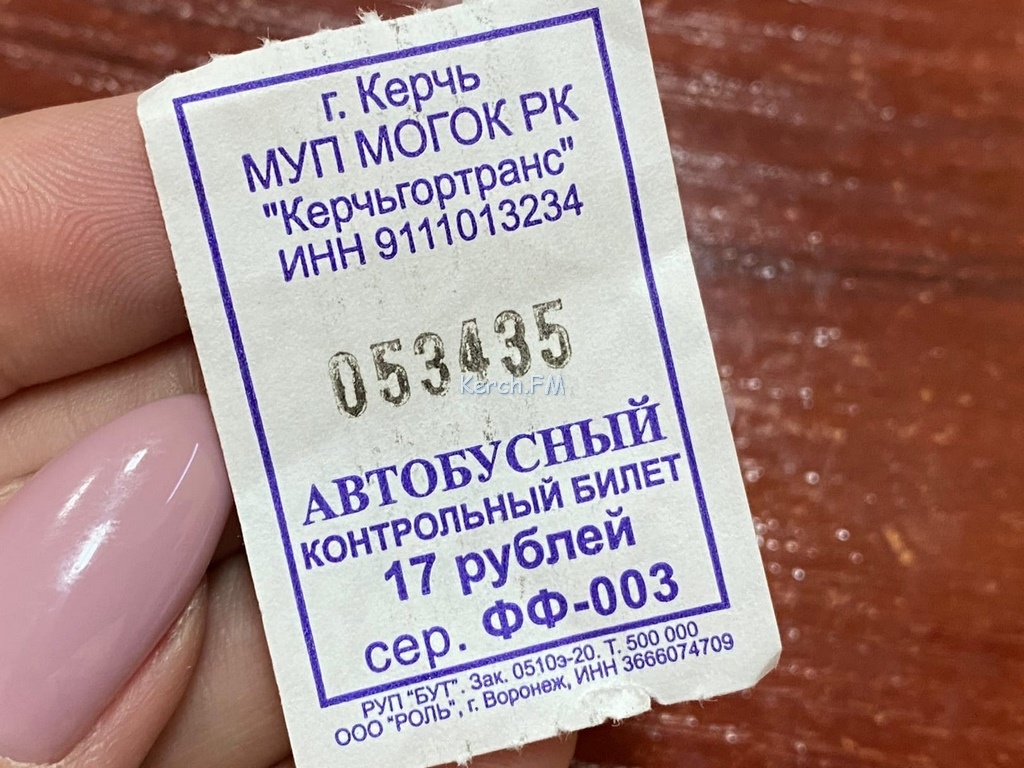 г. Керчь
МУП МОГОК РК
"Керчьгортранс"
ИНН 9111013234
053435
Kerch.FM
АВТОБУСНЫЙ
КОНТРОЛЬНЫЙ БИЛЕТ
17 рублей
сер. ФФ-003
РУП "БУТ". Зак. 0510э-20. Т. 500 000
ООО "РОЛЬ", г. Воронеж, ИНН 3666074709